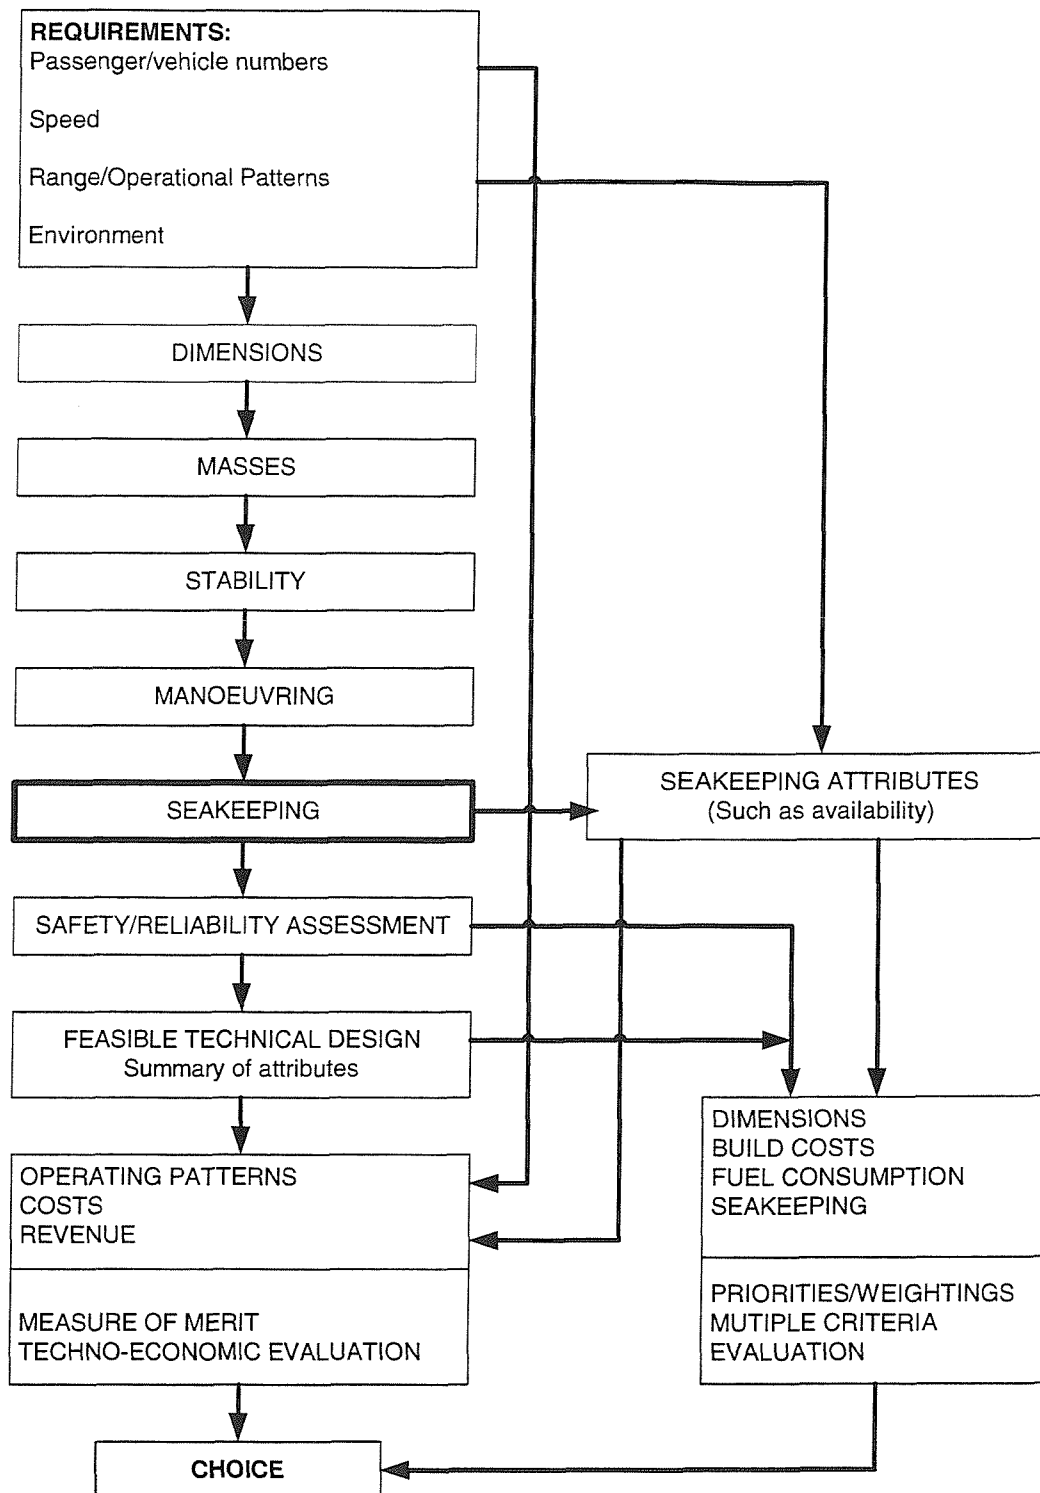 REQUIREMENTS:
Passenger/vehicle numbers
Speed
Range/Operational Patterns
Environment
DIMENSIONS
MASSES
STABILITY
MANOEUVRING
SEAKEEPING
SEAKEEPING ATTRIBUTES
(Such as availability)
SAFETY/RELIABILITY ASSESSMENT
FEASIBLE TECHNICAL DESIGN
Summary of attributes
OPERATING PATTERNS
COSTS
REVENUE
MEASURE OF MERIT
TECHNO-ECONOMIC EVALUATION
DIMENSIONS
BUILD COSTS
FUEL CONSUMPTION
SEAKEEPING
PRIORITIES/WEIGHTINGS
MUTIPLE CRITERIA
EVALUATION
CHOICE